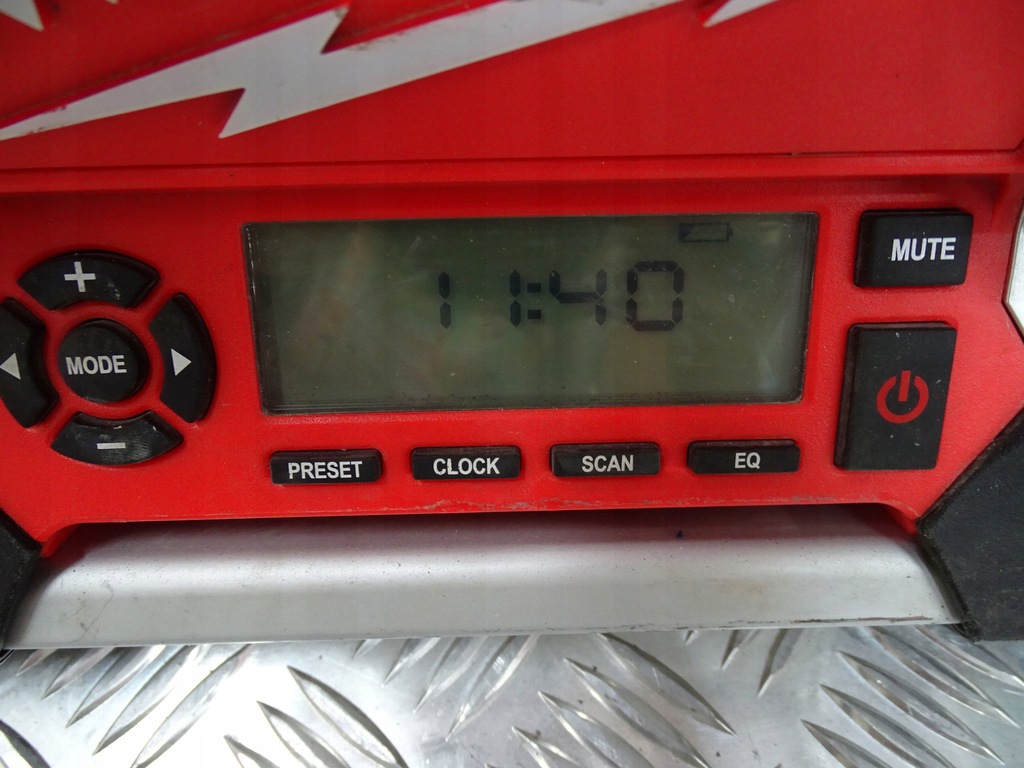 11:40
MUTE
+
MODE
-
PRESET CLOCK SCAN EQ